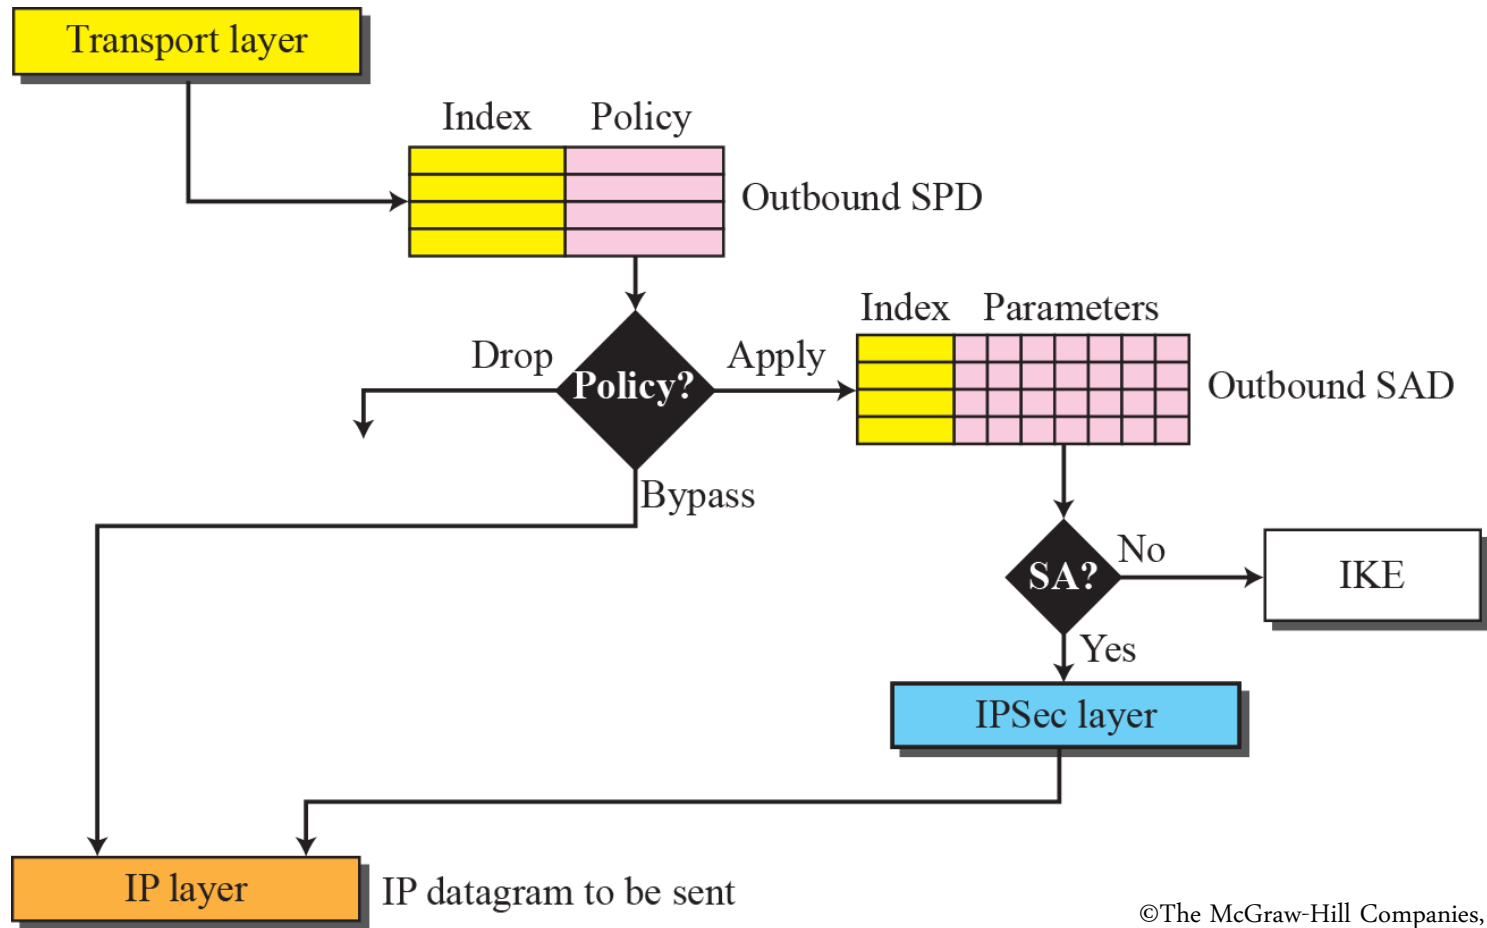 Transport layer
Index Policy
Outbound SPD
Index Parameters
Drop
Policy?
Apply
Outbound SAD
Bypass
SA?
No
IKE
Yes
IPSec layer
IP layer
IP datagram to be sent
©The McGraw-Hill Companies,